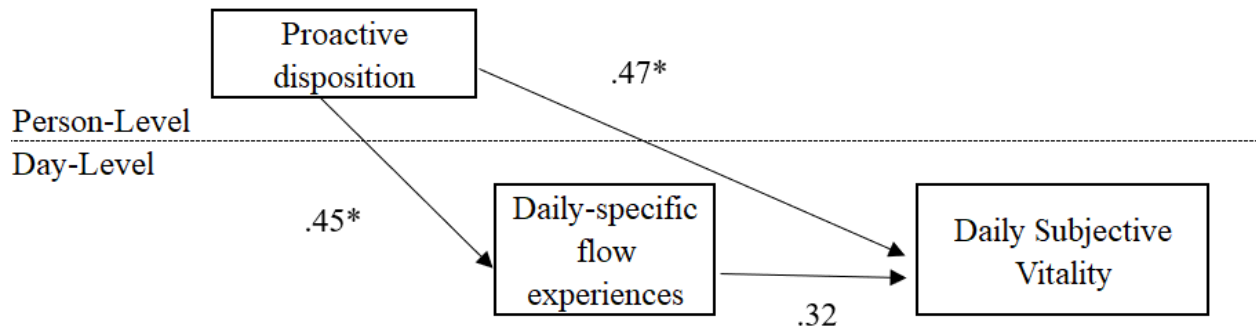 Proactive
disposition
.47*
Person-Level
Day-Level
.45*
Daily-specific
flow
experiences
Daily Subjective
Vitality
.32